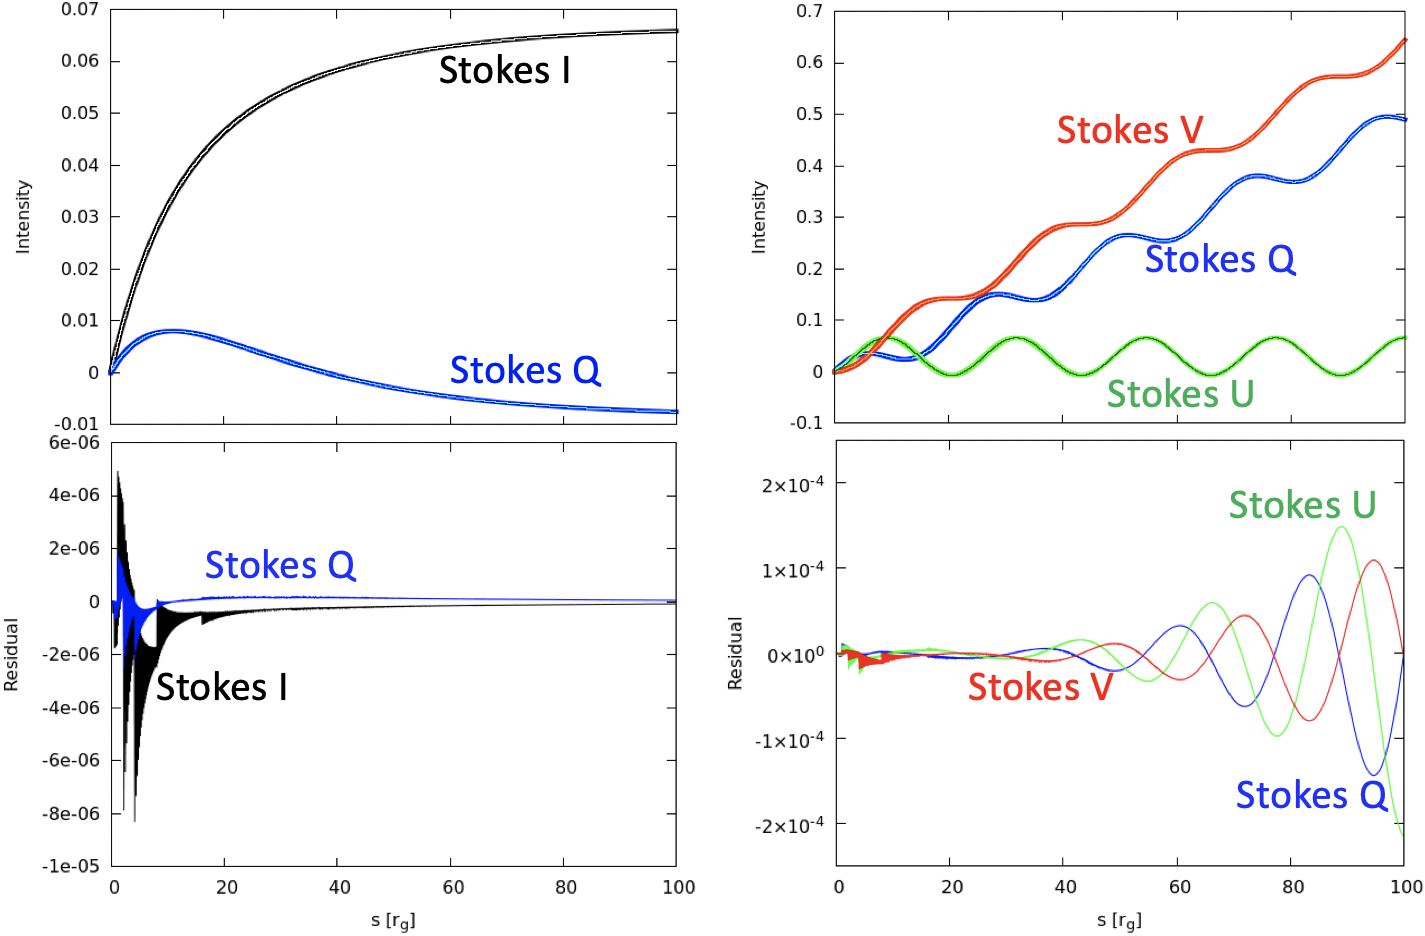 0.07
0.06
0.05
0.04
0.03
0.02
0.01
0
-0.01
Intensity
Stokes I
Stokes Q
0.7
0.6
0.5
0.4
0.3
0.2
0.1
0
-0.1
Intensity
Stokes V
Stokes Q
Stokes U
6e-06
4e-06
2e-06
0
-2e-06
-4e-06
-6e-06
-8e-06
-1e-05
Residual
Stokes Q
Stokes I
0 20 40 60 80 100
s [r_g]
2×10⁻⁴
1×10⁻⁴
0×10⁰
-1×10⁻⁴
-2×10⁻⁴
Residual
Stokes U
Stokes V
Stokes Q
0 20 40 60 80 100
s [r_g]